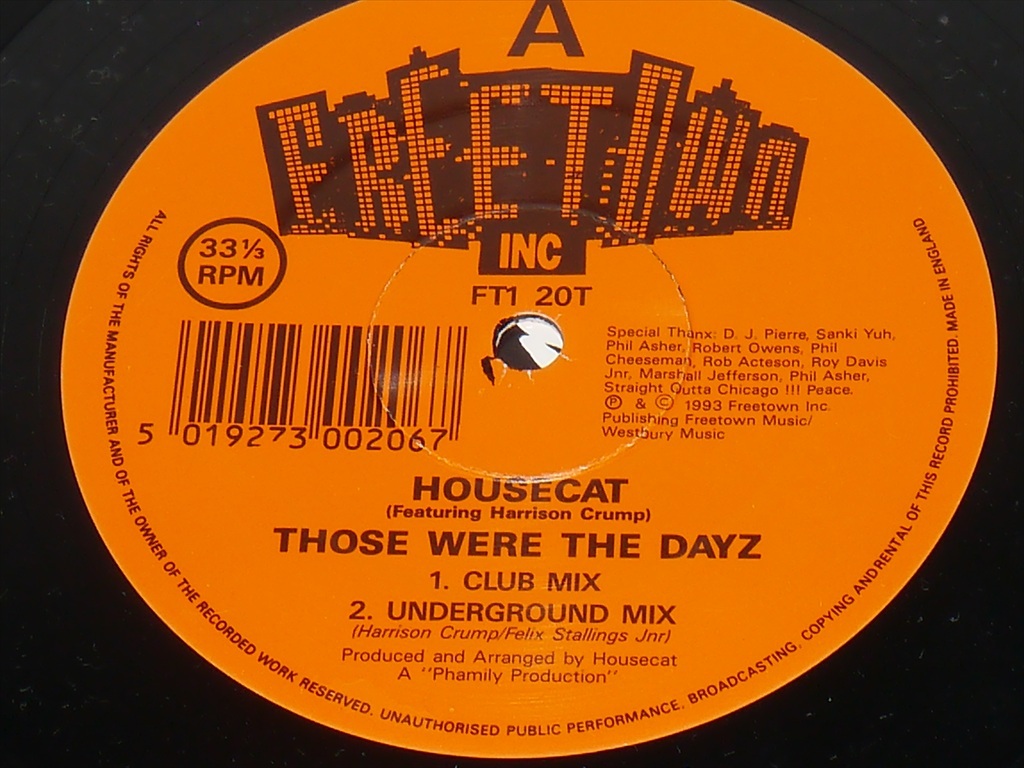 A
FREETOWN
INC
33⅓
RPM
FT1 20T
5 019273 002067
Special Thanx: D. J. Pierre, Sanki Yuh,
Phil Asher, Robert Owens, Phil
Cheeseman, Rob Acteson, Roy Davis
Jnr, Marshall Jefferson, Phil Asher,
Straight Outta Chicago !!! Peace.
Ⓟ & © 1993 Freetown Inc.
Publishing Freetown Music/
Westbury Music
HOUSECAT
(Featuring Harrison Crump)
THOSE WERE THE DAYZ
1. CLUB MIX
2. UNDERGROUND MIX
(Harrison Crump/Felix Stallings Jnr)
Produced and Arranged by Housecat
A ''Phamily Production''
ALL RIGHTS OF THE MANUFACTURER AND OF THE OWNER OF THE RECORDED WORK RESERVED. UNAUTHORISED PUBLIC PERFORMANCE, BROADCASTING, COPYING AND RENTAL OF THIS RECORD PROHIBITED. MADE IN ENGLAND